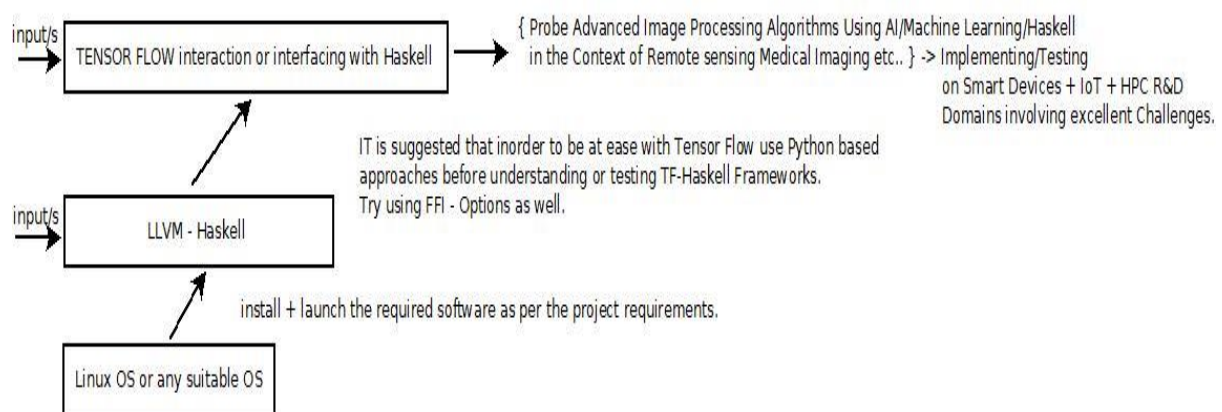 input/s
TENSOR FLOW interaction or interfacing with Haskell
{ Probe Advanced Image Processing Algorithms Using AI/Machine Learning/Haskell
in the Context of Remote sensing Medical Imaging etc.. } -> Implementing/Testing
on Smart Devices + IoT + HPC R&D
Domains involving excellent Challenges.
IT is suggested that inorder to be at ease with Tensor Flow use Python based
approaches before understanding or testing TF-Haskell Frameworks.
Try using FFI - Options as well.
input/s
LLVM - Haskell
install + launch the required software as per the project requirements.
Linux OS or any suitable OS